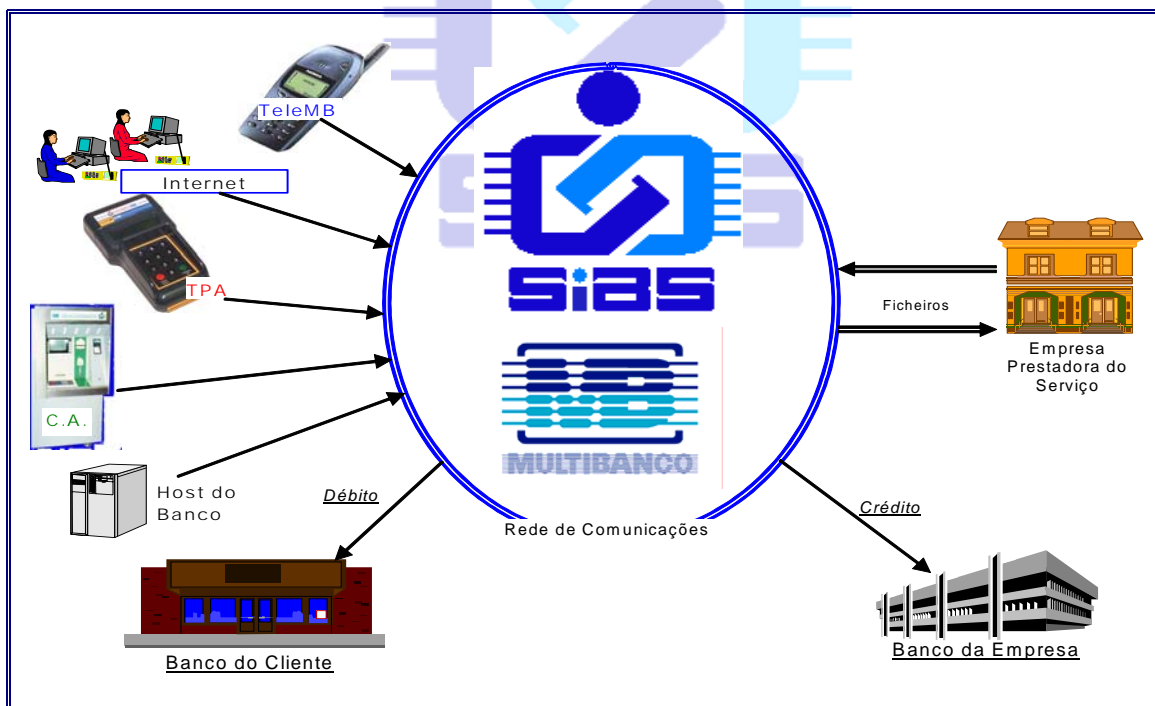 TeleMB
Internet
TPA
C.A.
Host do
Banco
SiBS
MULTIBANCO
Rede de Comunicações
Ficheiros
Empresa
Prestadora do
Serviço
Débito
Crédito
Banco do Cliente
Banco da Empresa